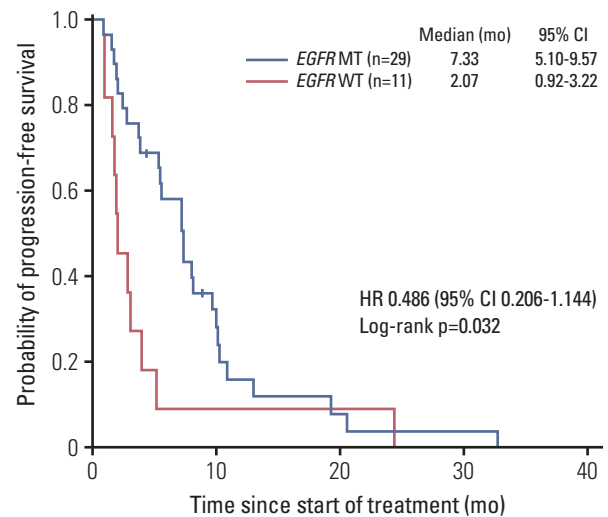 Median (mo) 95% CI
EGFR MT (n=29) 7.33 5.10-9.57
EGFR WT (n=11) 2.07 0.92-3.22
Probability of progression-free survival
1.0
0.8
0.6
0.4
0.2
0
HR 0.486 (95% CI 0.206-1.144)
Log-rank p=0.032
0 10 20 30 40
Time since start of treatment (mo)